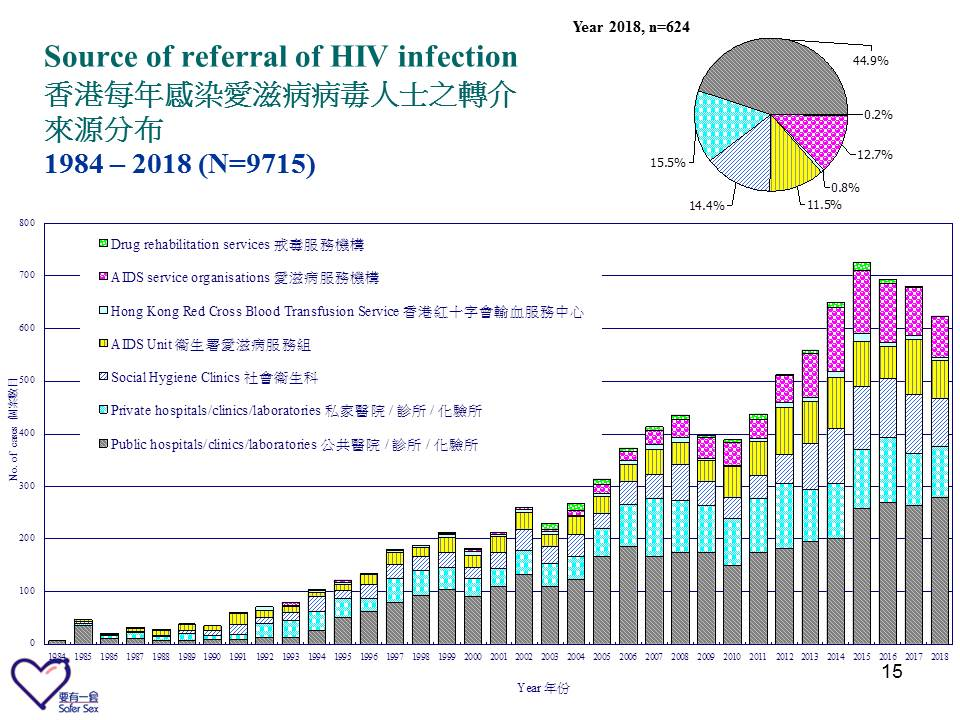 Year 2018, n=624
Source of referral of HIV infection
香港每年感染愛滋病病毒人士之轉介
來源分布
1984 – 2018 (N=9715)
44.9%
0.2%
12.7%
0.8%
11.5%
14.4%
15.5%
800
700
600
500
400
300
200
100
0
No. of cases 個案數目
Drug rehabilitation services 戒毒服務機構
AIDS service organisations 愛滋病服務機構
Hong Kong Red Cross Blood Transfusion Service 香港紅十字會輸血服務中心
AIDS Unit 衞生署愛滋病服務組
Social Hygiene Clinics 社會衞生科
Private hospitals/clinics/laboratories 私家醫院 / 診所 / 化驗所
Public hospitals/clinics/laboratories 公共醫院 / 診所 / 化驗所
1984 1985 1986 1987 1988 1989 1990 1991 1992 1993 1994 1995 1996 1997 1998 1999 2000 2001 2002 2003 2004 2005 2006 2007 2008 2009 2010 2011 2012 2013 2014 2015 2016 2017 2018
Year 年份
15
要有一套
Safer Sex